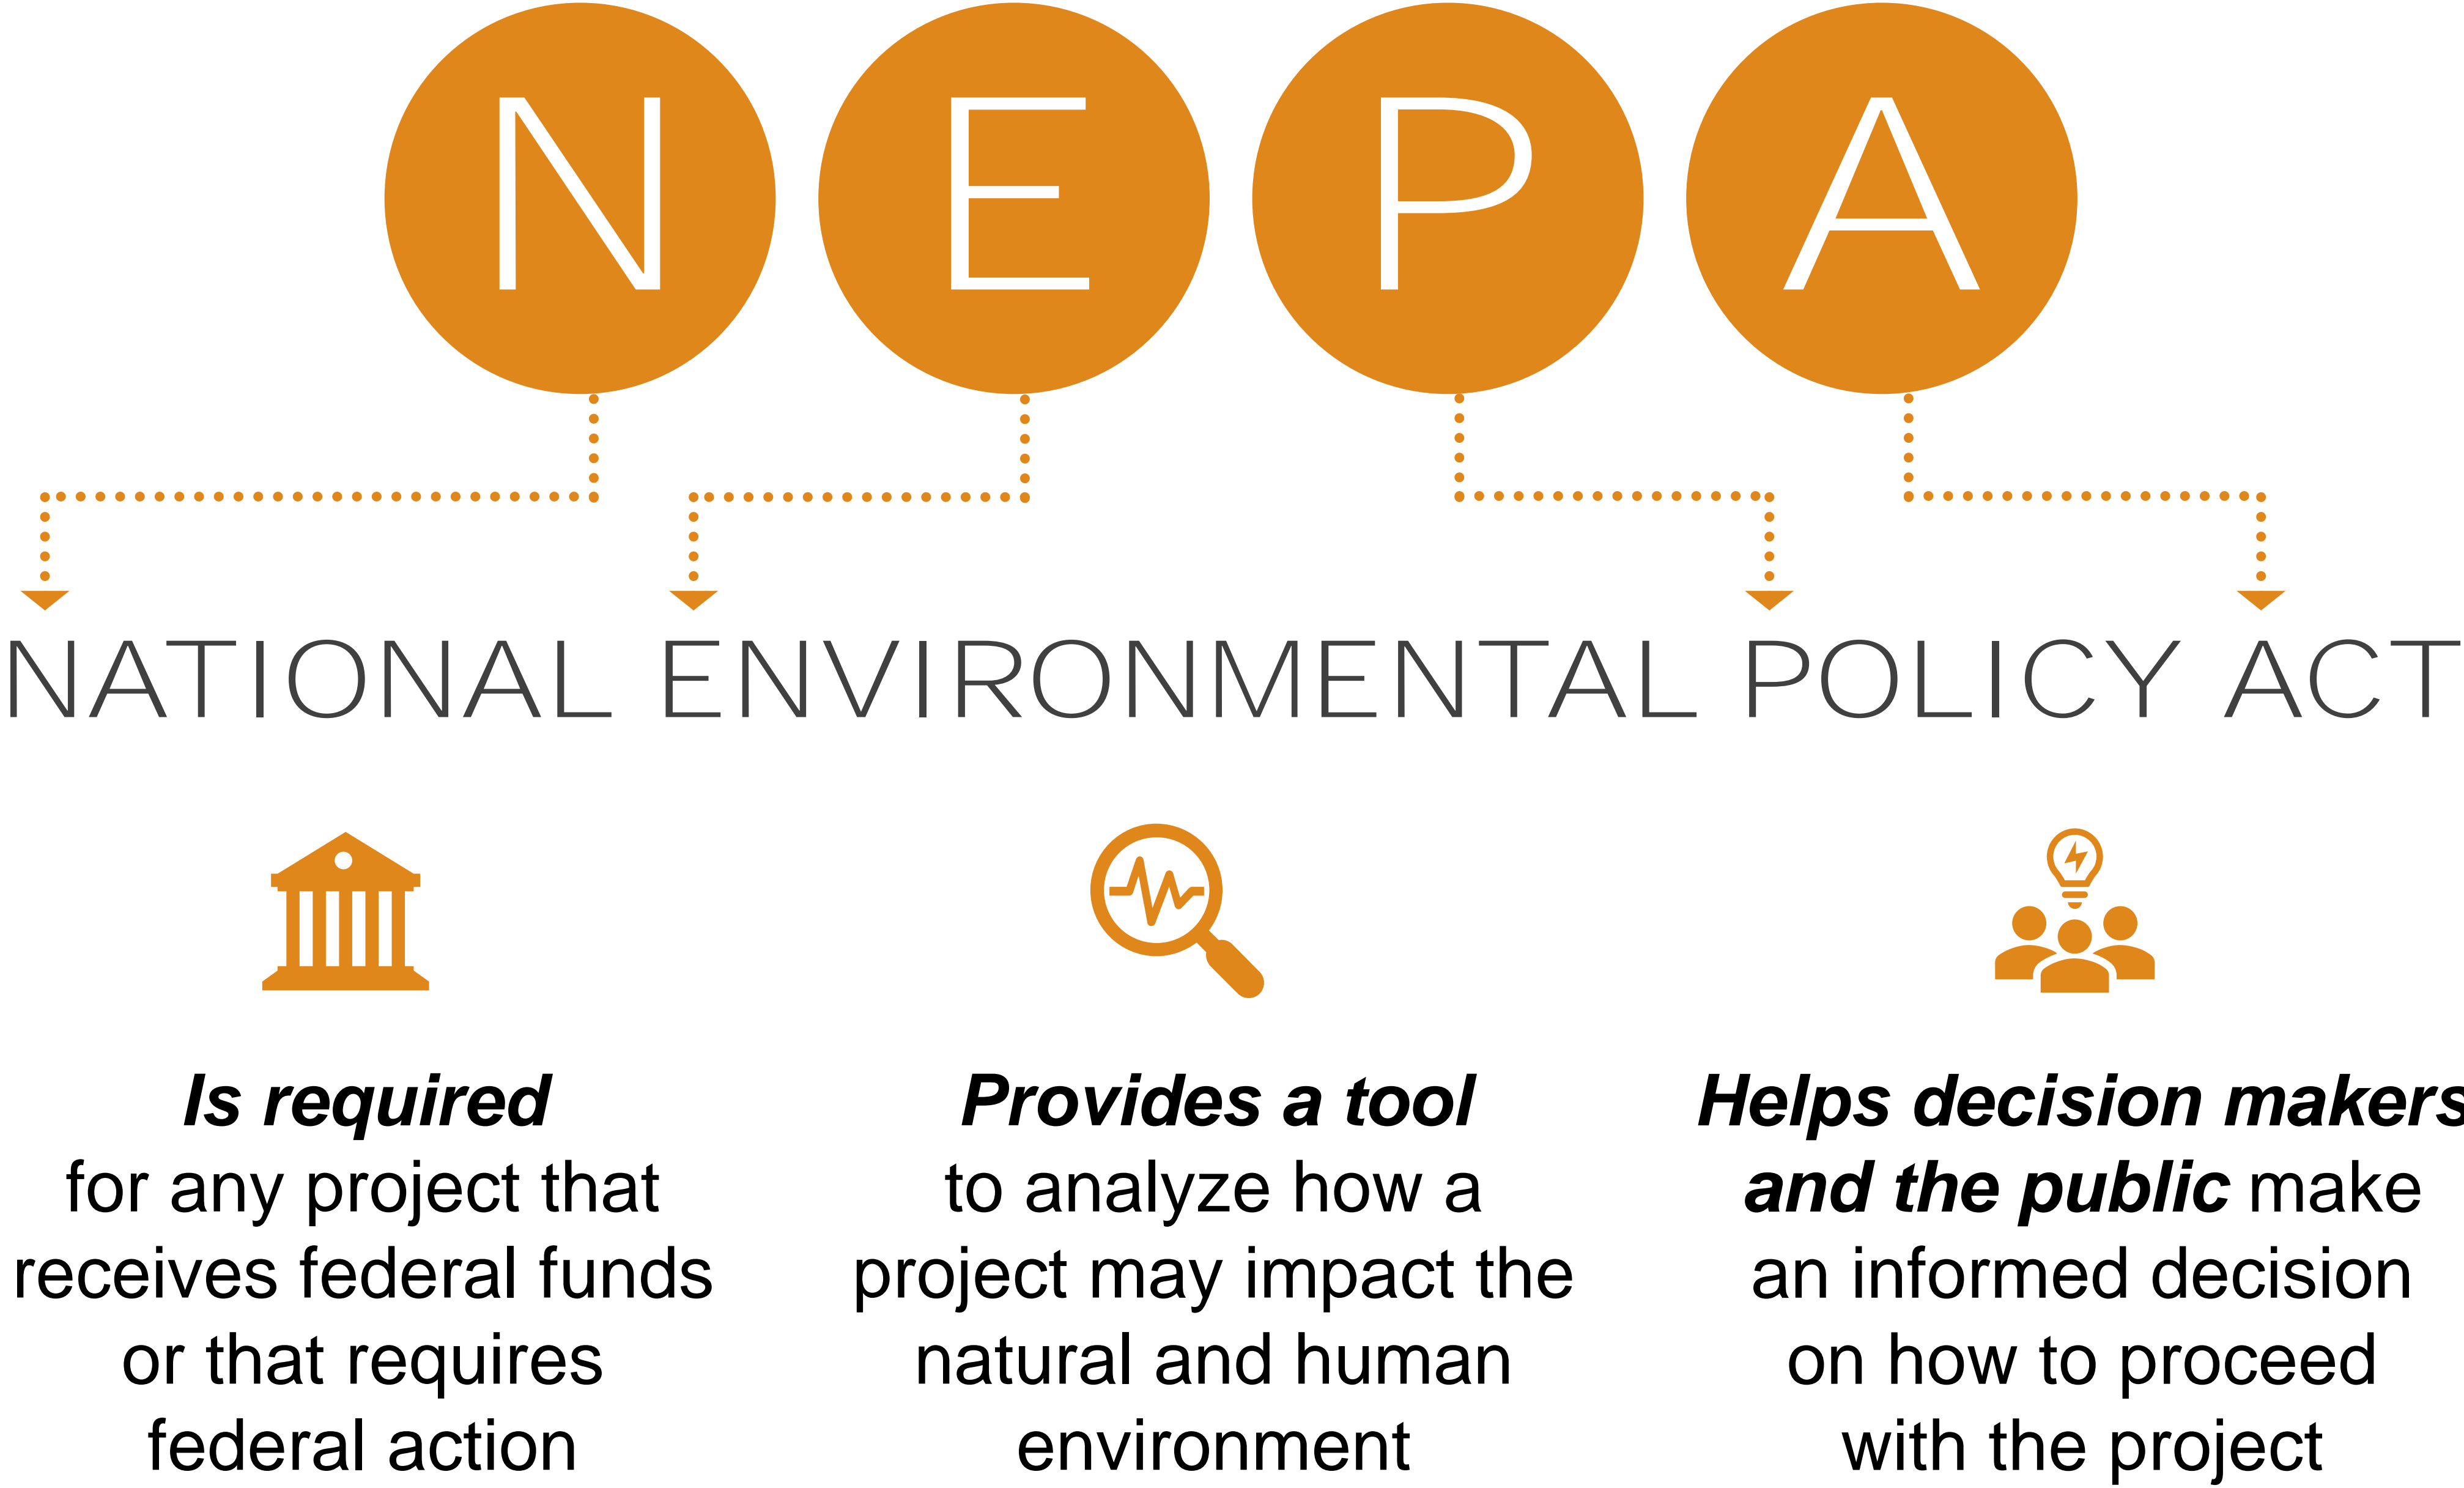 NEPA
NATIONAL ENVIRONMENTAL POLICY ACT
Is required
for any project that
receives federal funds
or that requires
federal action
Provides a tool
to analyze how a
project may impact the
natural and human
environment
Helps decision makers
and the public make
an informed decision
on how to proceed
with the project